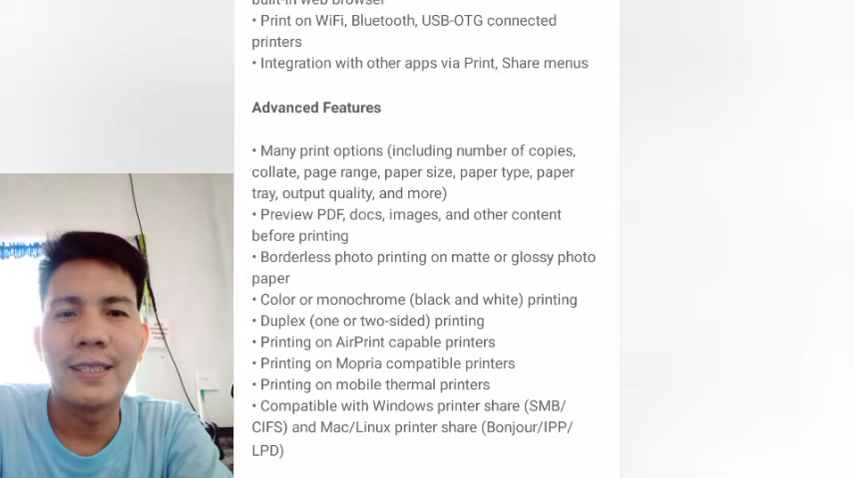 built-in web browser
• Print on WiFi, Bluetooth, USB-OTG connected
printers
• Integration with other apps via Print, Share menus
Advanced Features
• Many print options (including number of copies,
collate, page range, paper size, paper type, paper
tray, output quality, and more)
• Preview PDF, docs, images, and other content
before printing
• Borderless photo printing on matte or glossy photo
paper
• Color or monochrome (black and white) printing
• Duplex (one or two-sided) printing
• Printing on AirPrint capable printers
• Printing on Mopria compatible printers
• Printing on mobile thermal printers
• Compatible with Windows printer share (SMB/
CIFS) and Mac/Linux printer share (Bonjour/IPP/
LPD)